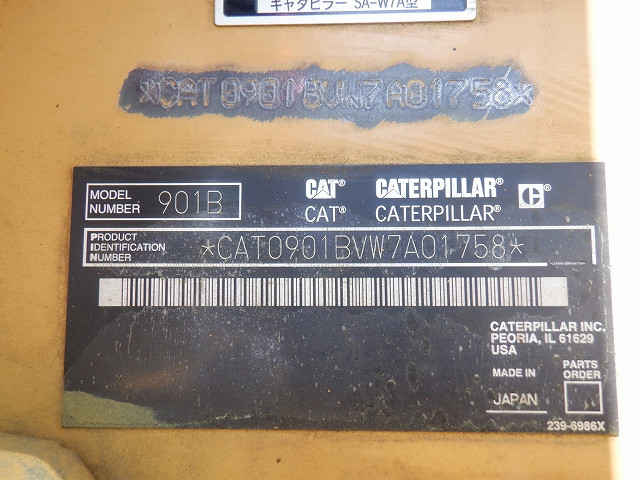 キャタピラー SA-W7A型
*CAT0901BVW7A01758*
MODEL NUMBER 901B
CAT® CATERPILLAR® C®
CAT® CATERPILLAR®
PRODUCT IDENTIFICATION NUMBER *CAT0901BVW7A01758*
CATERPILLAR INC.
PEORIA, IL 61629
USA
MADE IN
JAPAN
PARTS ORDER
239-6986X